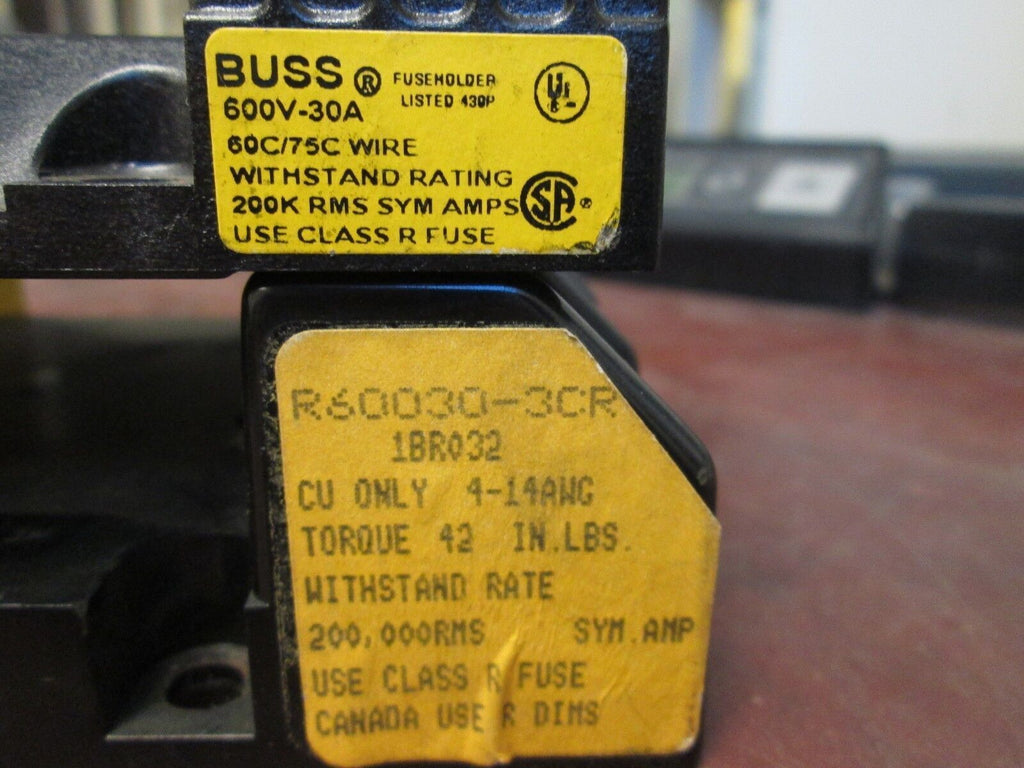 BUSS® FUSEHOLDER
LISTED 430P
600V-30A
60C/75C WIRE
WITHSTAND RATING
200K RMS SYM AMPS SA®
USE CLASS R FUSE
R60030-3CR
1BR032
CU ONLY 4-14AWG
TORQUE 42 IN.LBS.
WITHSTAND RATE
200,000RMS SYM.AMP
USE CLASS R FUSE
CANADA USE R DIMS